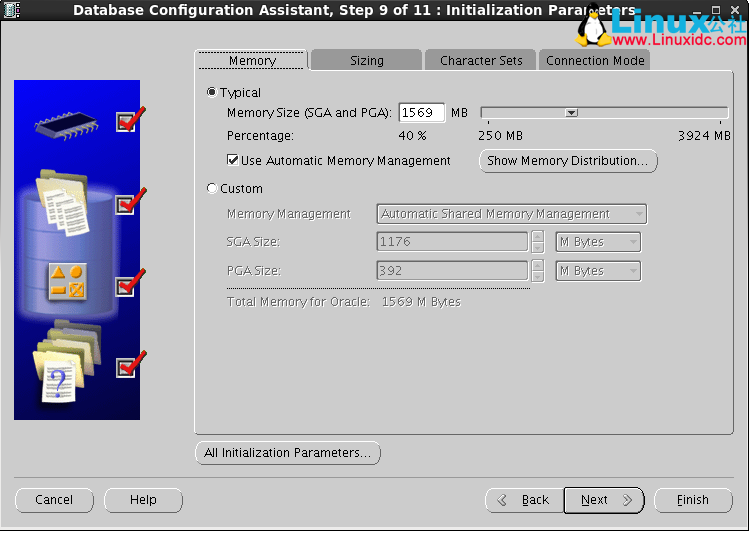 Database Configuration Assistant, Step 9 of 11 : Initialization Parameters
Linux公社
www.Linuxidc.com
Memory Sizing Character Sets Connection Mode
Typical
Memory Size (SGA and PGA): 1569 MB
Percentage: 40 % 250 MB 3924 MB
Use Automatic Memory Management Show Memory Distribution...
Custom
Memory Management Automatic Shared Memory Management
SGA Size: 1176 M Bytes
PGA Size: 392 M Bytes
Total Memory for Oracle: 1569 M Bytes
?
All Initialization Parameters...
Cancel Help Back Next Finish